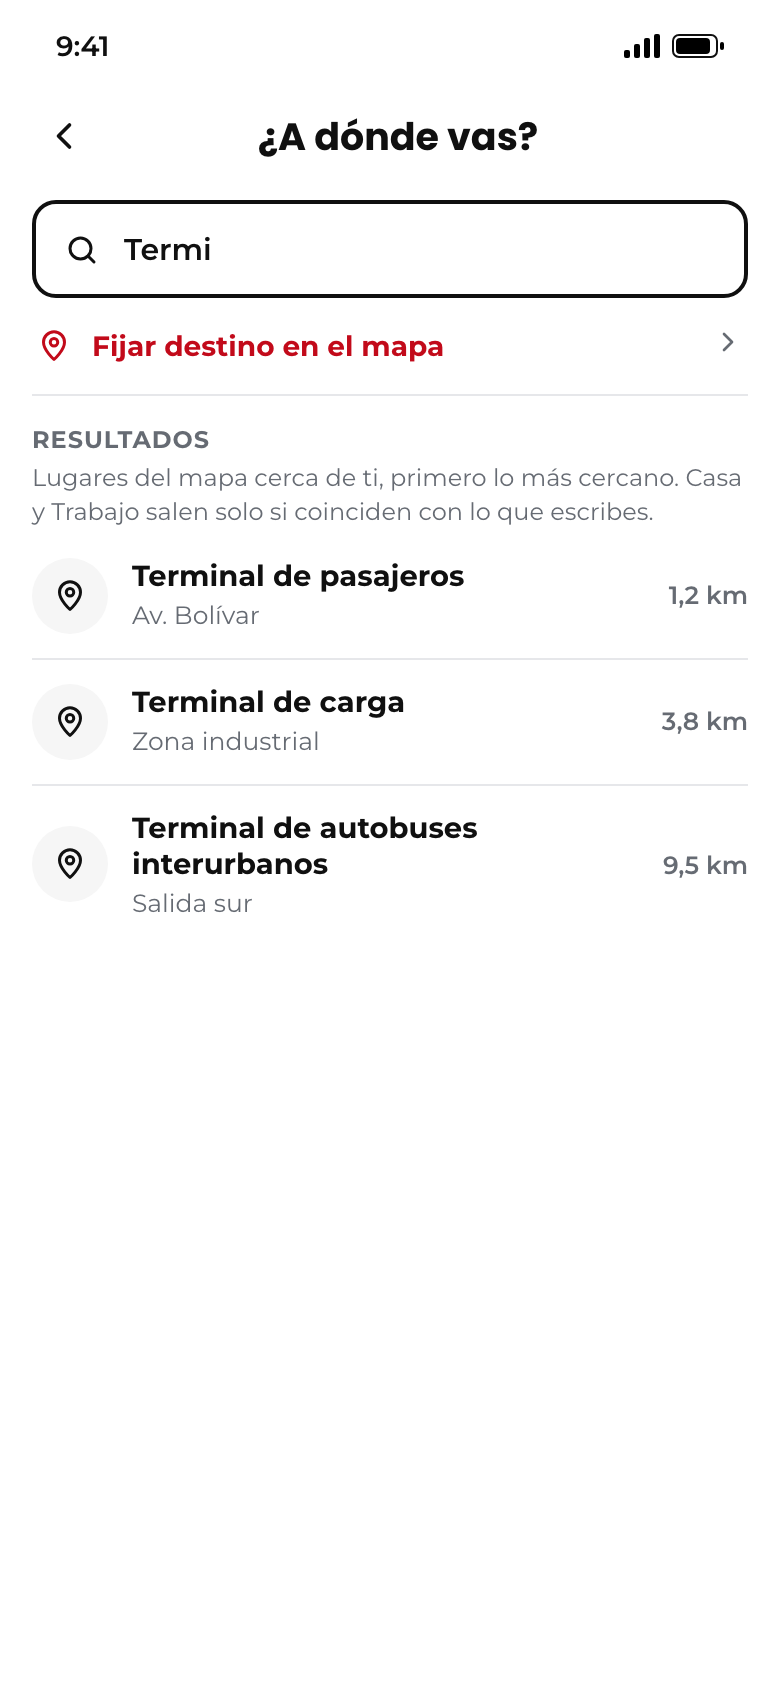 9:41
¿A dónde vas?
Termi
Fijar destino en el mapa
RESULTADOS
Lugares del mapa cerca de ti, primero lo más cercano. Casa
y Trabajo salen solo si coinciden con lo que escribes.
Terminal de pasajeros
Av. Bolívar
1,2 km
Terminal de carga
Zona industrial
3,8 km
Terminal de autobuses
interurbanos
Salida sur
9,5 km